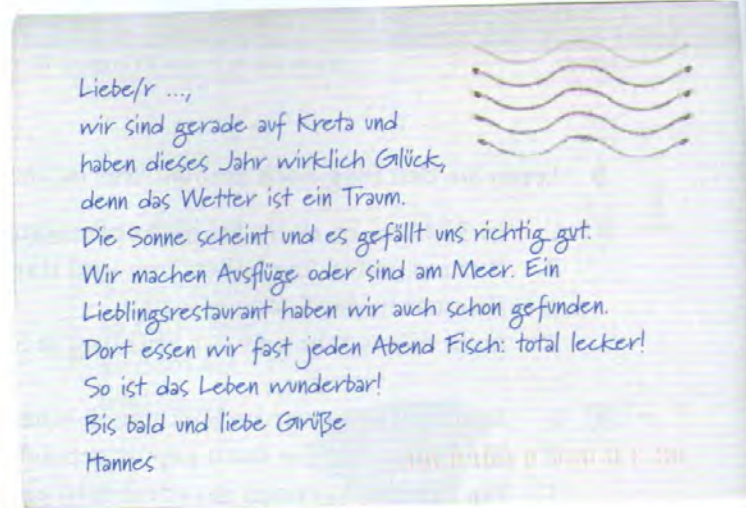 Liebe/r ...,
wir sind gerade auf Kreta und
haben dieses Jahr wirklich Glück,
denn das Wetter ist ein Traum.
Die Sonne scheint und es gefällt uns richtig gut.
Wir machen Ausflüge oder sind am Meer. Ein
Lieblingsrestaurant haben wir auch schon gefunden.
Dort essen wir fast jeden Abend Fisch: total lecker!
So ist das Leben wunderbar!
Bis bald und liebe Grüße
Hannes